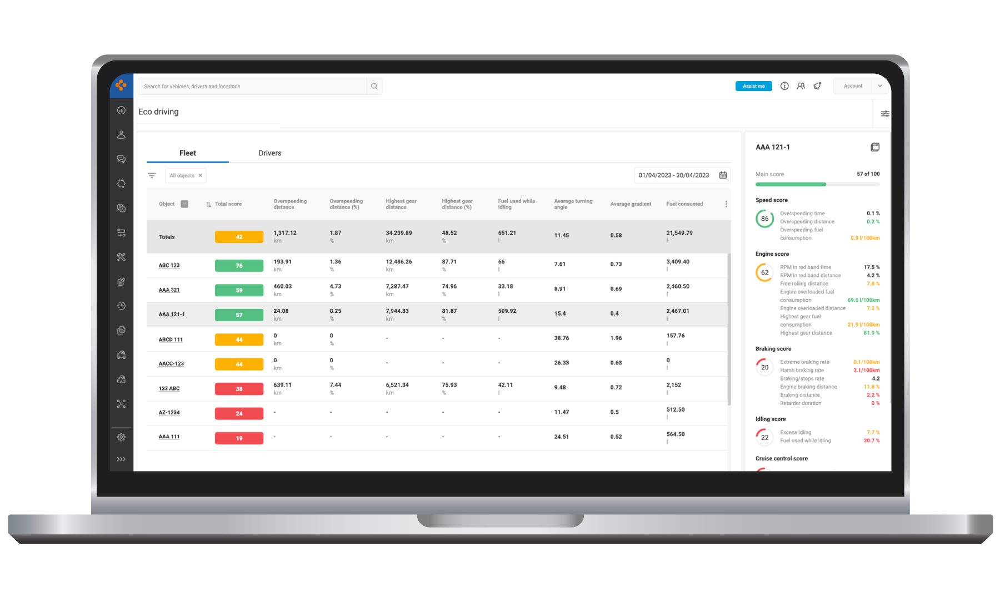 Search for vehicles, drivers and locations
Assist me
Account
Eco driving
Fleet
Drivers
All objects ×
01/04/2023 - 30/04/2023
Object
Total score
Overspeeding distance
Overspeeding distance (%)
Highest gear distance
Highest gear distance (%)
Fuel used while idling
Average turning angle
Average gradient
Fuel consumed
Totals 42 1,317.12 km 1.87 % 34,239.89 km 48.52 % 651.21 l 11.45 0.58 21,549.79 l
ABC 123 76 193.91 km 1.36 % 12,486.26 km 87.71 % 66 l 7.61 0.73 3,409.40 l
AAA 321 59 460.03 km 4.73 % 7,287.47 km 74.96 % 33.18 l 8.91 0.69 2,460.50 l
AAA 121-1 57 24.08 km 0.25 % 7,944.83 km 81.87 % 509.92 l 15.4 0.4 2,467.01 l
ABCD 111 44 0 km 0 % - - - 38.76 1.96 157.76
AACC-123 44 0 km 0 % - - - 26.33 0.63 0 l
123 ABC 38 639.11 km 7.44 % 6,521.34 km 75.93 % 42.11 l 9.48 0.72 2,152 l
AZ-1234 24 - - - - - 11.47 0.5 512.50 l
AAA 111 19 - - - - - 24.51 0.52 564.50 l
AAA 121-1
Main score 57 of 100
Speed score
86
Overspeeding time 0.1 %
Overspeeding distance 0.2 %
Overspeeding fuel
consumption 0.9 l/100km
Engine score
62
RPM in red band time 17.5 %
RPM in red band distance 4.2 %
Free rolling distance 7.8 %
Engine overloaded fuel
consumption 69.6 l/100km
Engine overloaded distance 7.2 %
Highest gear fuel
consumption 21.9 l/100km
Highest gear distance 81.9 %
Braking score
20
Extreme braking rate 0.1/100km
Harsh braking rate 3.1/100km
Braking/stops rate 4.2
Engine braking distance 11.8 %
Braking distance 2.2 %
Retarder duration 0 %
Idling score
22
Excess Idling 7.7 %
Fuel used while idling 20.7 %
Cruise control score